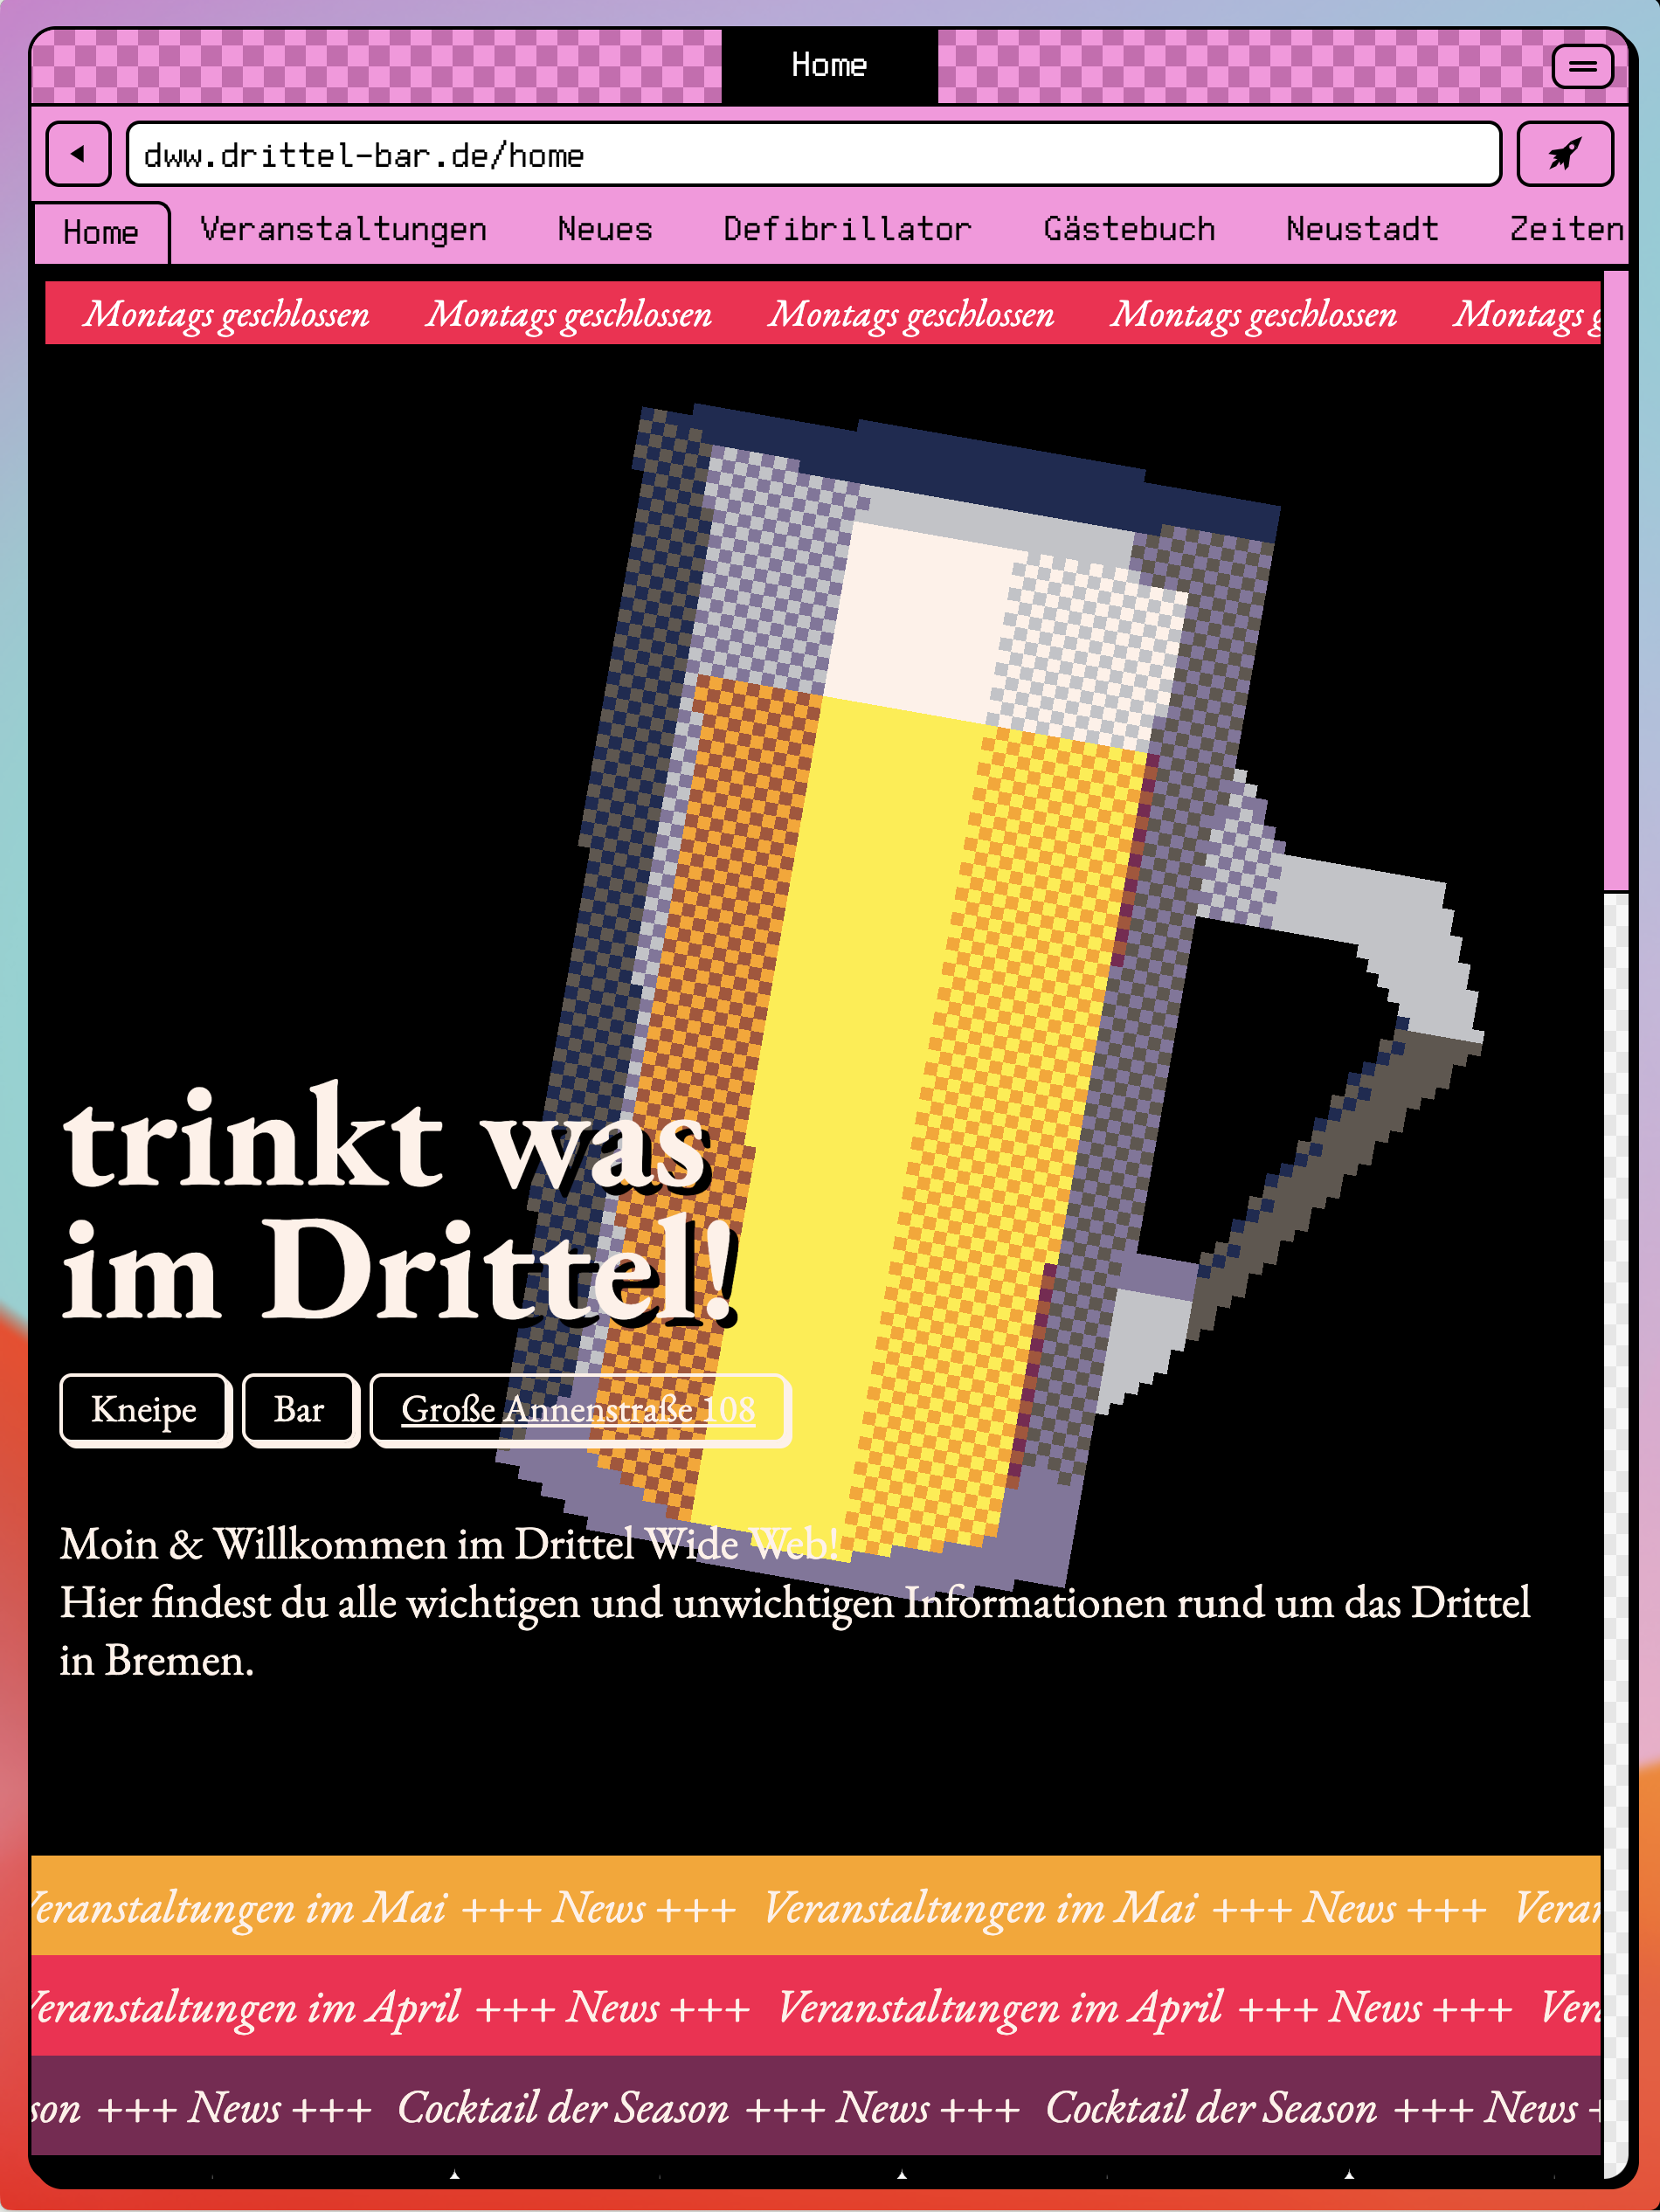 Home
dww.drittel-bar.de/home
Home Veranstaltungen Neues Defibrillator Gästebuch Neustadt Zeiten
Montags geschlossen Montags geschlossen Montags geschlossen Montags geschlossen Montags g
trinkt was
im Drittel!
Kneipe Bar Große Annenstraße 108
Moin & Willkommen im Drittel Wide Web!
Hier findest du alle wichtigen und unwichtigen Informationen rund um das Drittel
in Bremen.
Veranstaltungen im Mai +++ News +++ Veranstaltungen im Mai +++ News +++ Veran
Veranstaltungen im April +++ News +++ Veranstaltungen im April +++ News +++ Vera
son +++ News +++ Cocktail der Season +++ News +++ Cocktail der Season +++ News +